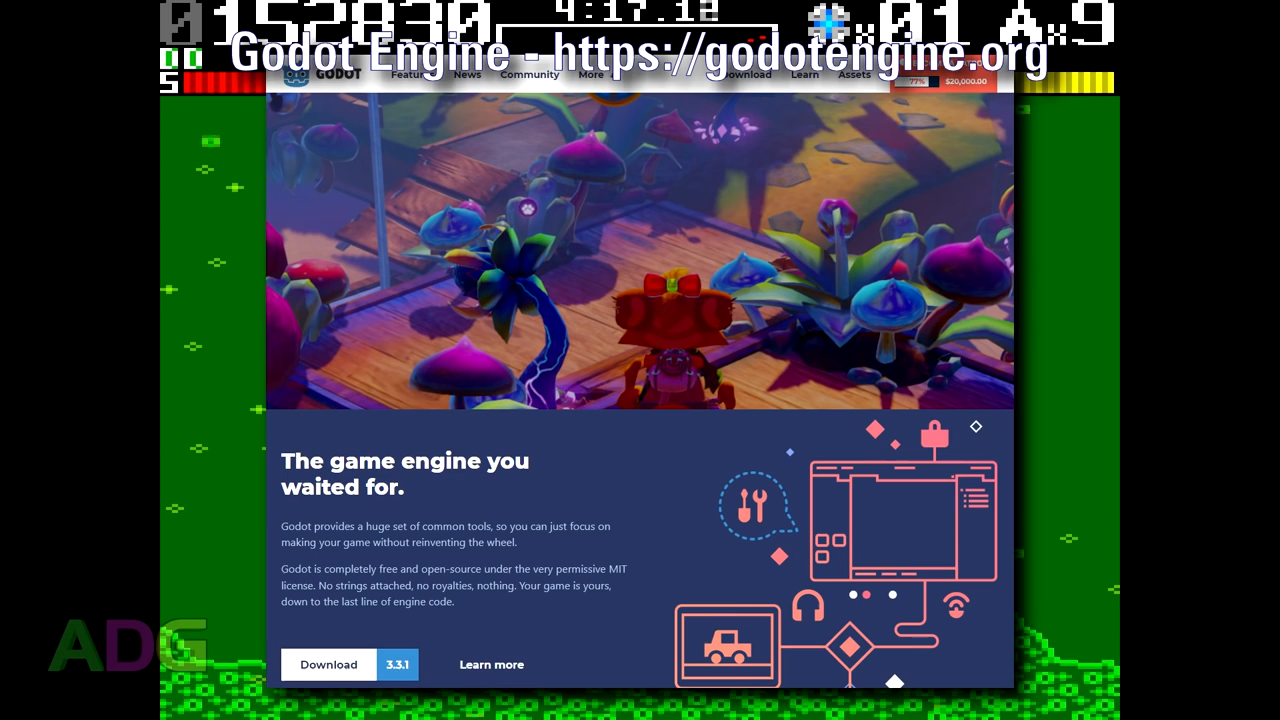 0152830 4:17.12 x01 A x9
Godot Engine - https://godotengine.org
GODOT News Community More Download Learn Assets
77% $20,000.00
The game engine you
waited for.
Godot provides a huge set of common tools, so you can just focus on
making your game without reinventing the wheel.
Godot is completely free and open-source under the very permissive MIT
license. No strings attached, no royalties, nothing. Your game is yours,
down to the last line of engine code.
Download 3.3.1 Learn more
ADG